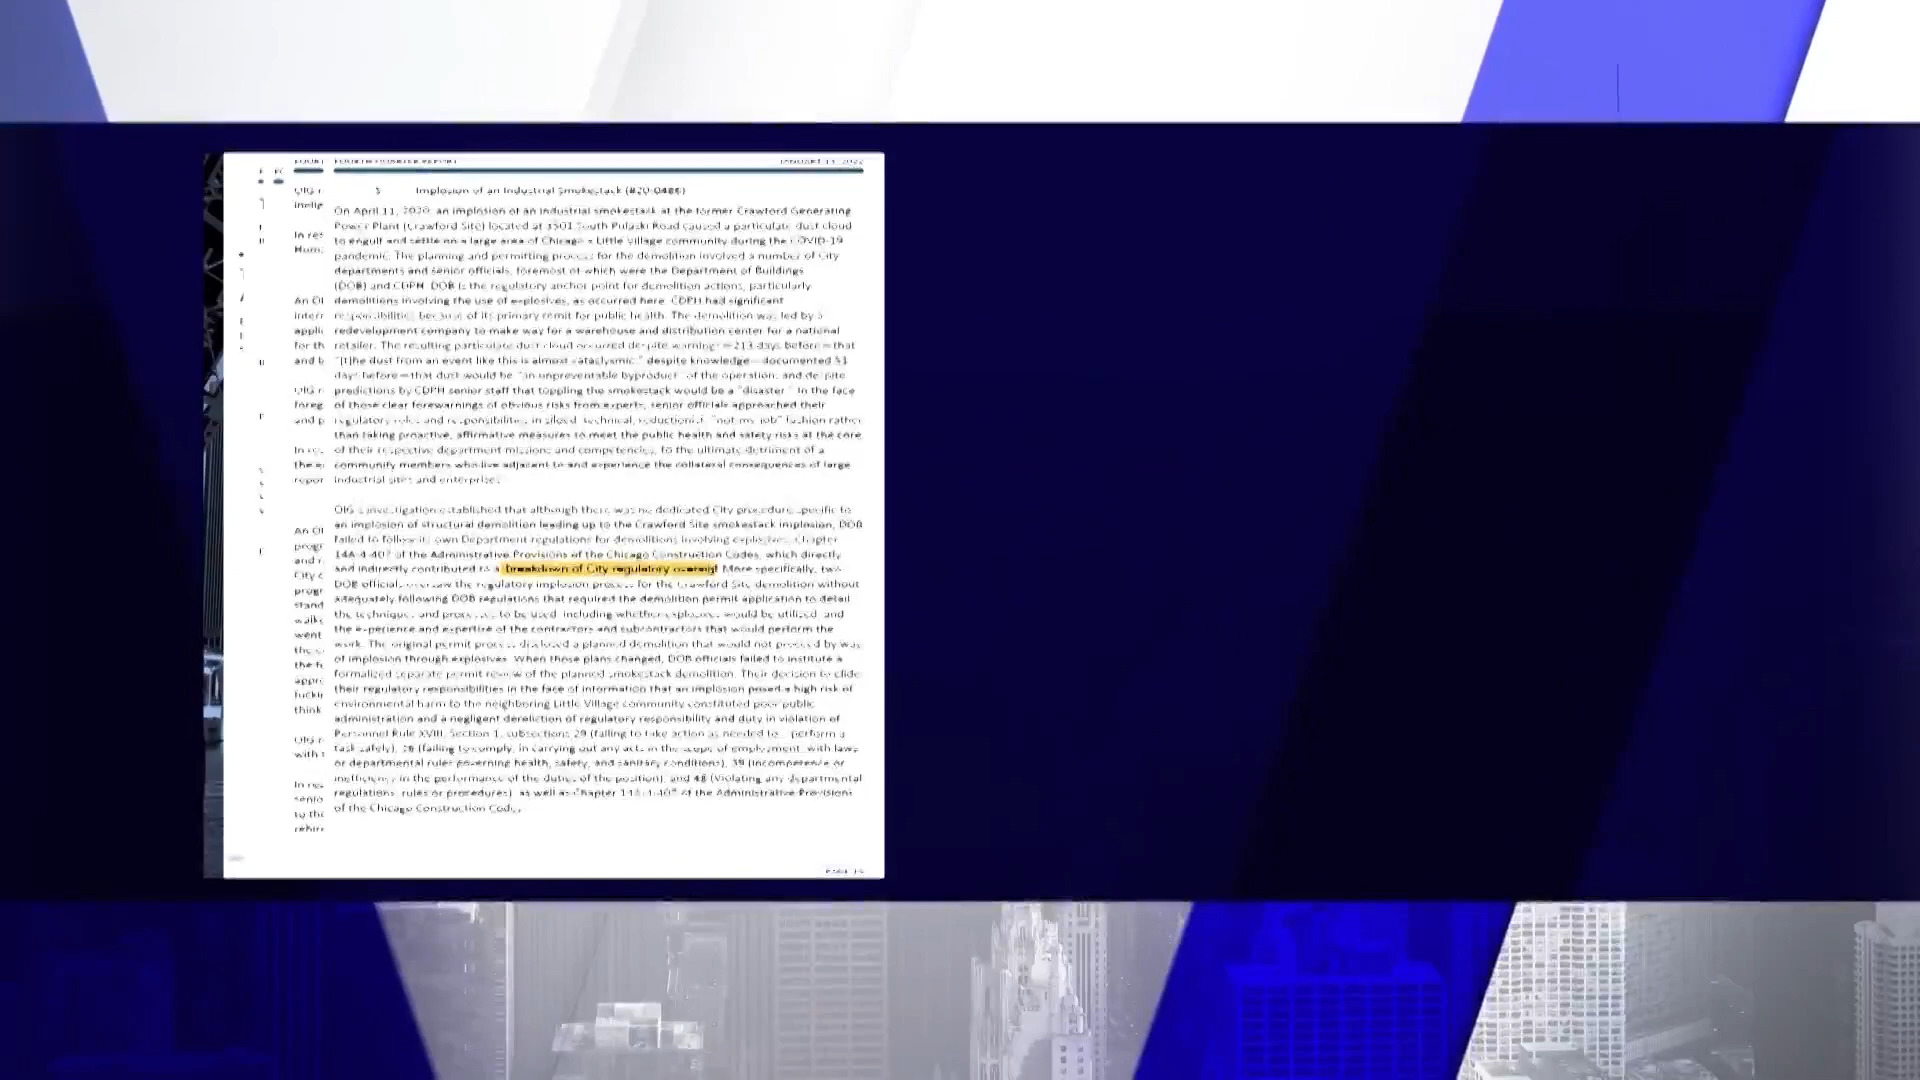 FOURTH QUARTER REPORT JANUARY 14, 2022
Implosion of an Industrial Smokestack (#20-0486)
On April 11, 2020, an implosion of an industrial smokestack at the former Crawford Generating
Power Plant (Crawford Site) located at 3501 South Pulaski Road caused a particulate dust cloud
to engulf and settle on a large area of Chicago's Little Village community during the COVID-19
pandemic. The planning and permitting process for the demolition involved a number of City
departments and senior officials, foremost of which were the Department of Buildings
(DOB) and CDPH. DOB is the regulatory anchor point for demolition actions, particularly
demolitions involving the use of explosives, as occurred here. CDPH had significant
responsibilities because of its primary remit for public health. The demolition was led by a
redevelopment company to make way for a warehouse and distribution center for a national
retailer. The resulting particulate dust cloud occurred despite warnings—213 days before—that
"[t]he dust from an event like this is almost cataclysmic," despite knowledge—documented 51
days before—that dust would be "an unpreventable byproduct" of the operation, and despite
predictions by CDPH senior staff that toppling the smokestack would be a "disaster." In the face
of those clear forewarnings of obvious risks from experts, senior officials approached their
regulatory roles and responsibilities in siloed, technical, reductionist, "not my job" fashion rather
than taking proactive, affirmative measures to meet the public health and safety risks at the core
of their respective department missions and competencies, to the ultimate detriment of a
community members who live adjacent to and experience the collateral consequences of large
industrial sites and enterprises.
OIG's investigation established that although there was no dedicated City procedure specific to
an implosion of structural demolition leading up to the Crawford Site smokestack implosion, DOB
failed to follow its own Department regulations for demolitions involving explosives, Chapter
14A-4-407 of the Administrative Provisions of the Chicago Construction Codes, which directly
and indirectly contributed to a breakdown of City regulatory oversight. More specifically, two
DOB officials oversaw the regulatory implosion process for the Crawford Site demolition without
adequately following DOB regulations that required the demolition permit application to detail
the techniques and processes to be used, including whether explosives would be utilized, and
the experience and expertise of the contractors and subcontractors that would perform the
work. The original permit process disclosed a planned demolition that would not proceed by way
of implosion through explosives. When those plans changed, DOB officials failed to institute a
formalized separate permit review of the planned smokestack demolition. Their decision to elide
their regulatory responsibilities in the face of information that an implosion posed a high risk of
environmental harm to the neighboring Little Village community constituted poor public
administration and a negligent dereliction of regulatory responsibility and duty in violation of
Personnel Rule XVIII, Section 1, subsections 29 (failing to take action as needed to... perform a
task safely), 36 (failing to comply, in carrying out any acts in the scope of employment, with laws
or departmental rules governing health, safety, and sanitary conditions), 39 (incompetence or
inefficiency in the performance of the duties of the position), and 48 (Violating any departmental
regulations, rules or procedures), as well as Chapter 14A-4-407 of the Administrative Provisions
of the Chicago Construction Codes.